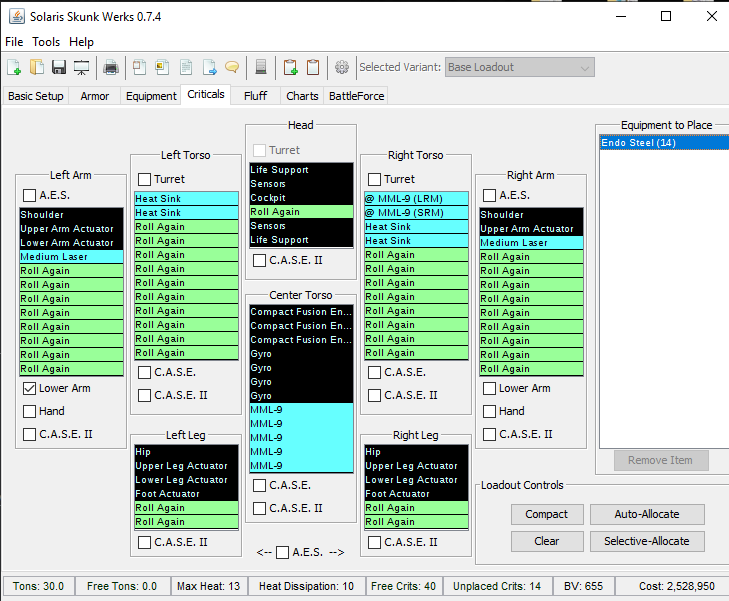 Solaris Skunk Werks 0.7.4
File Tools Help
Selected Variant: Base Loadout
Basic Setup Armor Equipment Criticals Fluff Charts BattleForce
Left Arm
A.E.S.
Shoulder
Upper Arm Actuator
Lower Arm Actuator
Medium Laser
Roll Again
Roll Again
Roll Again
Roll Again
Roll Again
Roll Again
Roll Again
Roll Again
Lower Arm
Hand
C.A.S.E. II
Left Torso
Turret
Heat Sink
Heat Sink
Roll Again
Roll Again
Roll Again
Roll Again
Roll Again
Roll Again
Roll Again
Roll Again
Roll Again
Roll Again
C.A.S.E.
C.A.S.E. II
Left Leg
Hip
Upper Leg Actuator
Lower Leg Actuator
Foot Actuator
Roll Again
Roll Again
C.A.S.E. II
Head
Turret
Life Support
Sensors
Cockpit
Roll Again
Sensors
Life Support
C.A.S.E. II
Center Torso
Compact Fusion En...
Compact Fusion En...
Compact Fusion En...
Gyro
Gyro
Gyro
Gyro
MML-9
MML-9
MML-9
MML-9
MML-9
C.A.S.E.
C.A.S.E. II
<-- A.E.S. -->
Right Torso
Turret
@ MML-9 (LRM)
@ MML-9 (SRM)
Heat Sink
Heat Sink
Roll Again
Roll Again
Roll Again
Roll Again
Roll Again
Roll Again
Roll Again
Roll Again
C.A.S.E.
C.A.S.E. II
Right Leg
Hip
Upper Leg Actuator
Lower Leg Actuator
Foot Actuator
Roll Again
Roll Again
C.A.S.E. II
Right Arm
A.E.S.
Shoulder
Upper Arm Actuator
Medium Laser
Roll Again
Roll Again
Roll Again
Roll Again
Roll Again
Roll Again
Roll Again
Roll Again
Roll Again
Lower Arm
Hand
C.A.S.E. II
Equipment to Place
Endo Steel (14)
Remove Item
Loadout Controls
Compact Auto-Allocate
Clear Selective-Allocate
Tons: 30.0 Free Tons: 0.0 Max Heat: 13 Heat Dissipation: 10 Free Crits: 40 Unplaced Crits: 14 BV: 655 Cost: 2,528,950